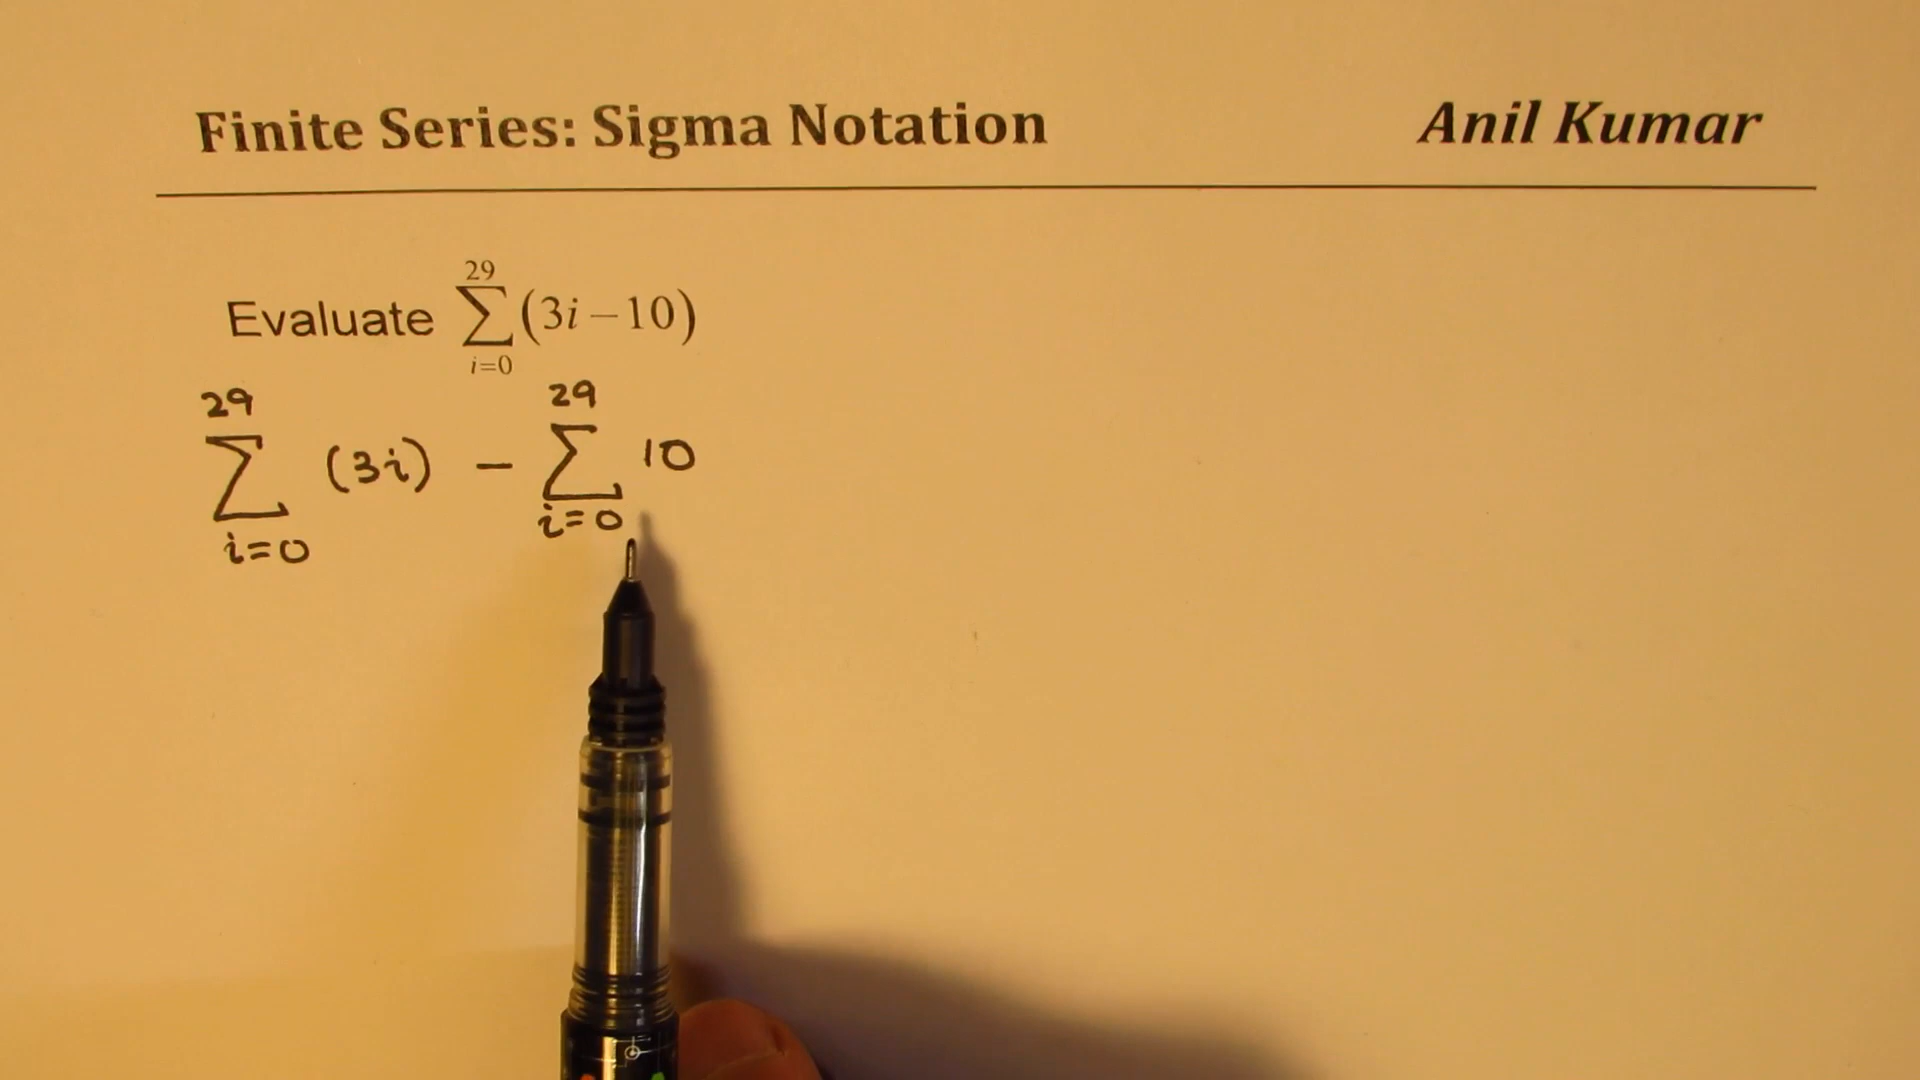 Finite Series: Sigma Notation
Anil Kumar
29
Evaluate ∑(3i−10)
i=0
29 29
∑ (3i) − ∑ 10
i=0 i=0